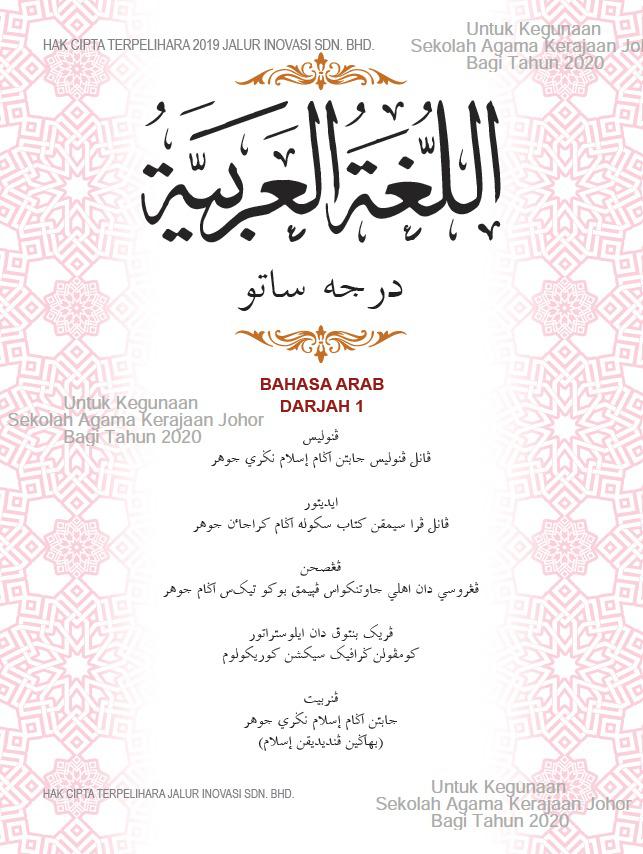 HAK CIPTA TERPELIHARA 2019 JALUR INOVASI SDN. BHD.
Untuk Kegunaan
Sekolah Agama Kerajaan Joh
Bagi Tahun 2020
اللُّغَةُ الْعَرَبِيَّةُ
درجه ساتو
BAHASA ARAB
DARJAH 1
Untuk Kegunaan
Sekolah Agama Kerajaan Johor
Bagi Tahun 2020
ڤنوليس
ڤانل ڤنوليس جابتن اݢام إسلام نݢري جوهر
ايديتور
ڤانل ڤرا سيمقن كتاب سكوله اݢام كراجاءن جوهر
ڤڠصحن
ڤڠروسي دان اهلي جاوتنكواس ڤڽيمق بوكو تيک س اݢام جوهر
ڤريک بنتوق دان ايلوستراتور
كومڤولن ݢرافيک سيكشن كوريكولوم
ڤنربيت
جابتن اݢام إسلام نݢري جوهر
(بهاݢين ڤنديديقن إسلام)
HAK CIPTA TERPELIHARA JALUR INOVASI SDN. BHD.
Untuk Kegunaan
Sekolah Agama Kerajaan Johor
Bagi Tahun 2020